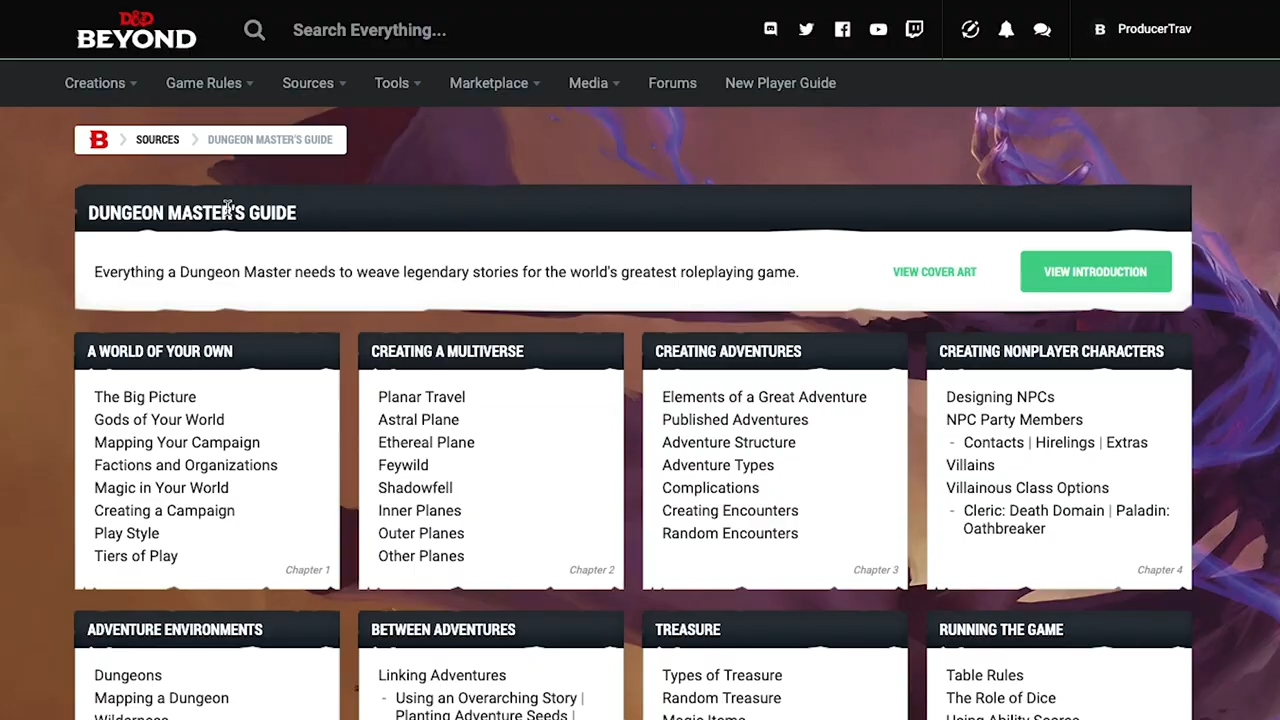 D&D
BEYOND
Search Everything...
B ProducerTrav
Creations Game Rules Sources Tools Marketplace Media Forums New Player Guide
B SOURCES DUNGEON MASTER'S GUIDE
DUNGEON MASTER'S GUIDE
Everything a Dungeon Master needs to weave legendary stories for the world's greatest roleplaying game.
VIEW COVER ART
VIEW INTRODUCTION
A WORLD OF YOUR OWN
The Big Picture
Gods of Your World
Mapping Your Campaign
Factions and Organizations
Magic in Your World
Creating a Campaign
Play Style
Tiers of Play
Chapter 1
CREATING A MULTIVERSE
Planar Travel
Astral Plane
Ethereal Plane
Feywild
Shadowfell
Inner Planes
Outer Planes
Other Planes
Chapter 2
CREATING ADVENTURES
Elements of a Great Adventure
Published Adventures
Adventure Structure
Adventure Types
Complications
Creating Encounters
Random Encounters
Chapter 3
CREATING NONPLAYER CHARACTERS
Designing NPCs
NPC Party Members
- Contacts | Hirelings | Extras
Villains
Villainous Class Options
- Cleric: Death Domain | Paladin:
Oathbreaker
Chapter 4
ADVENTURE ENVIRONMENTS
Dungeons
Mapping a Dungeon
Wilderness
BETWEEN ADVENTURES
Linking Adventures
- Using an Overarching Story |
Planting Adventure Seeds |
TREASURE
Types of Treasure
Random Treasure
Magic Items
RUNNING THE GAME
Table Rules
The Role of Dice
Using Ability Scores